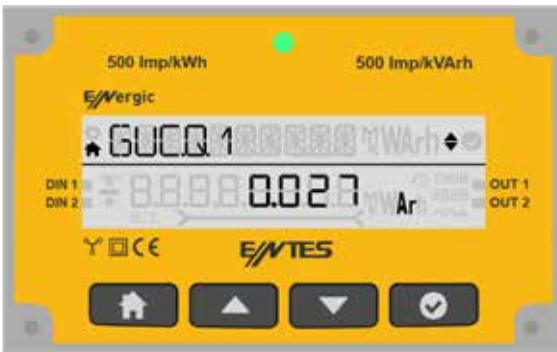 500 Imp/kWh 500 Imp/kVArh
ENergic
GUC.Q.1
DIN 1 OUT 1
0.027 Ar
DIN 2 OUT 2
CE ENTES